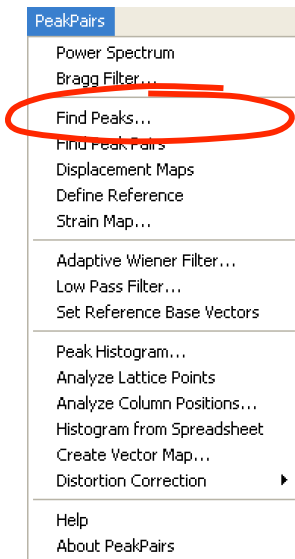 PeakPairs
Power Spectrum
Bragg Filter...
Find Peaks...
Find Peak Pairs
Displacement Maps
Define Reference
Strain Map...
Adaptive Wiener Filter...
Low Pass Filter...
Set Reference Base Vectors
Peak Histogram...
Analyze Lattice Points
Analyze Column Positions...
Histogram from Spreadsheet
Create Vector Map...
Distortion Correction
Help
About PeakPairs